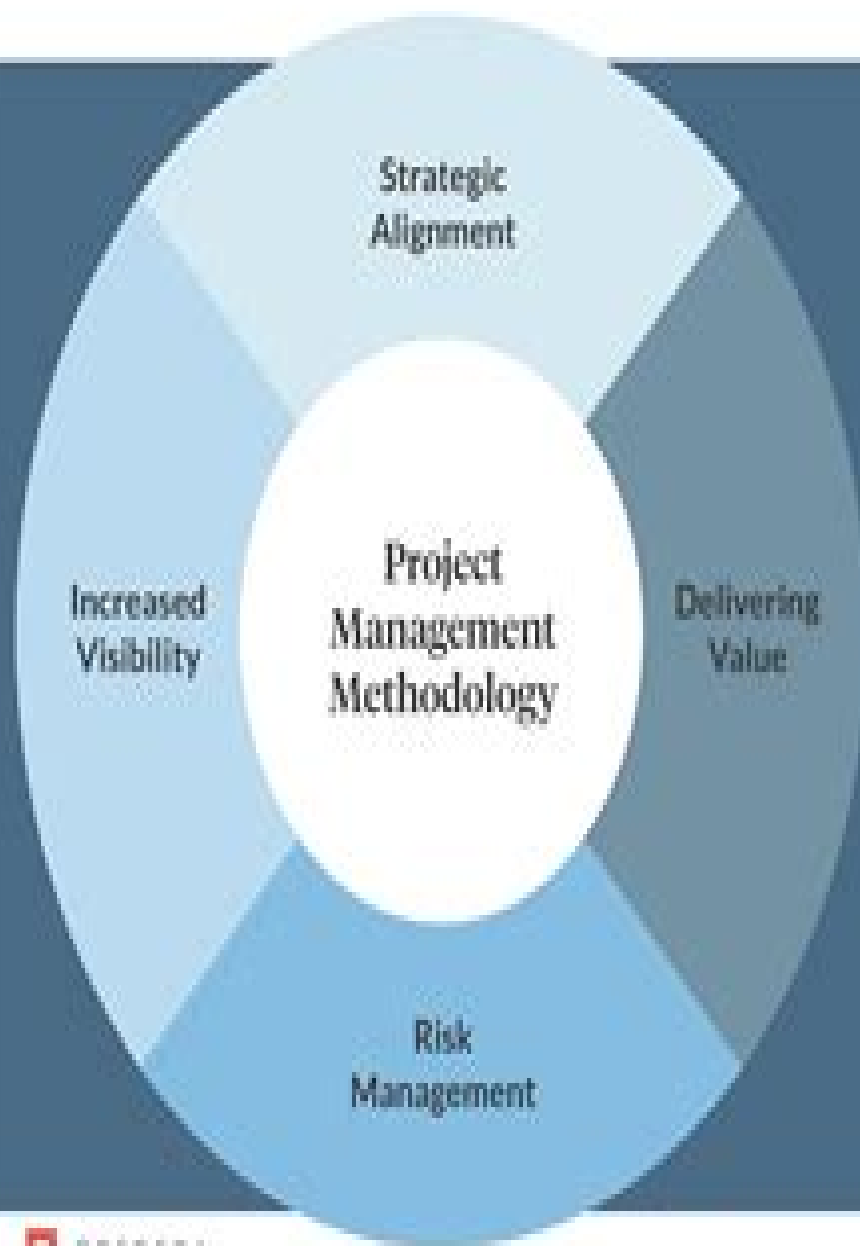 Strategic
Alignment
Increased
Visibility
Project
Management
Methodology
Delivering
Value
Risk
Management